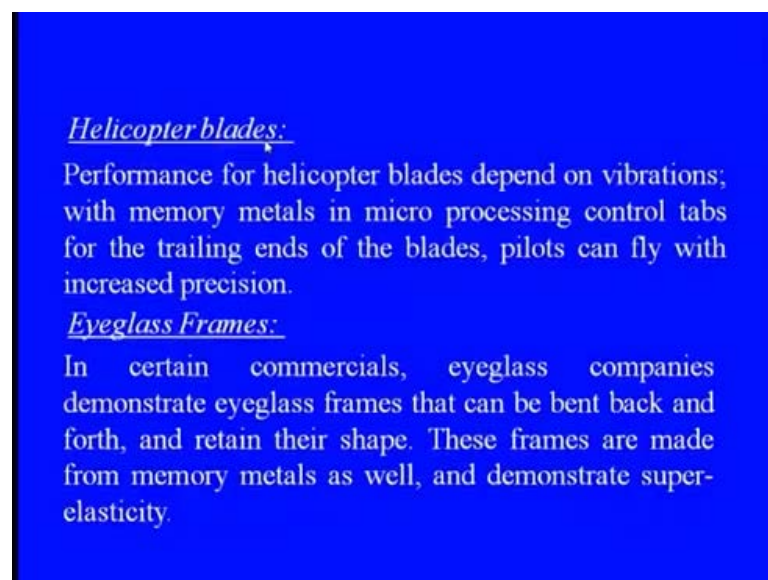 Helicopter blades:
Performance for helicopter blades depend on vibrations;
with memory metals in micro processing control tabs
for the trailing ends of the blades, pilots can fly with
increased precision.
Eyeglass Frames:
In certain commercials, eyeglass companies
demonstrate eyeglass frames that can be bent back and
forth, and retain their shape. These frames are made
from memory metals as well, and demonstrate super-
elasticity.